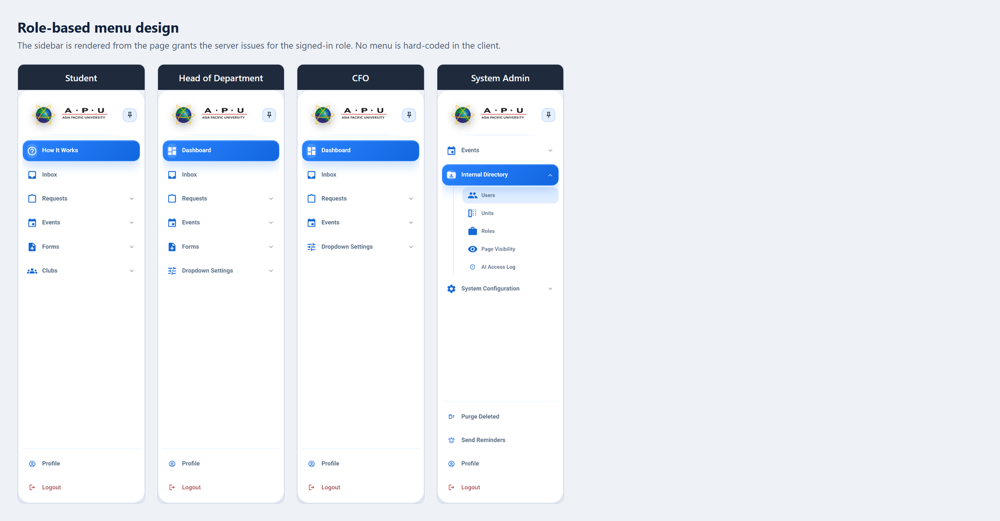 Role-based menu design
The sidebar is rendered from the page grants the server issues for the signed-in role. No menu is hard-coded in the client.
Student
A · P · U
ASIA PACIFIC UNIVERSITY
How It Works
Inbox
Requests
Events
Forms
Clubs
Profile
Logout
Head of Department
A · P · U
ASIA PACIFIC UNIVERSITY
Dashboard
Inbox
Requests
Events
Forms
Dropdown Settings
Profile
Logout
CFO
A · P · U
ASIA PACIFIC UNIVERSITY
Dashboard
Inbox
Requests
Events
Dropdown Settings
Profile
Logout
System Admin
A · P · U
ASIA PACIFIC UNIVERSITY
Events
Internal Directory
Users
Units
Roles
Page Visibility
AI Access Log
System Configuration
Purge Deleted
Send Reminders
Profile
Logout